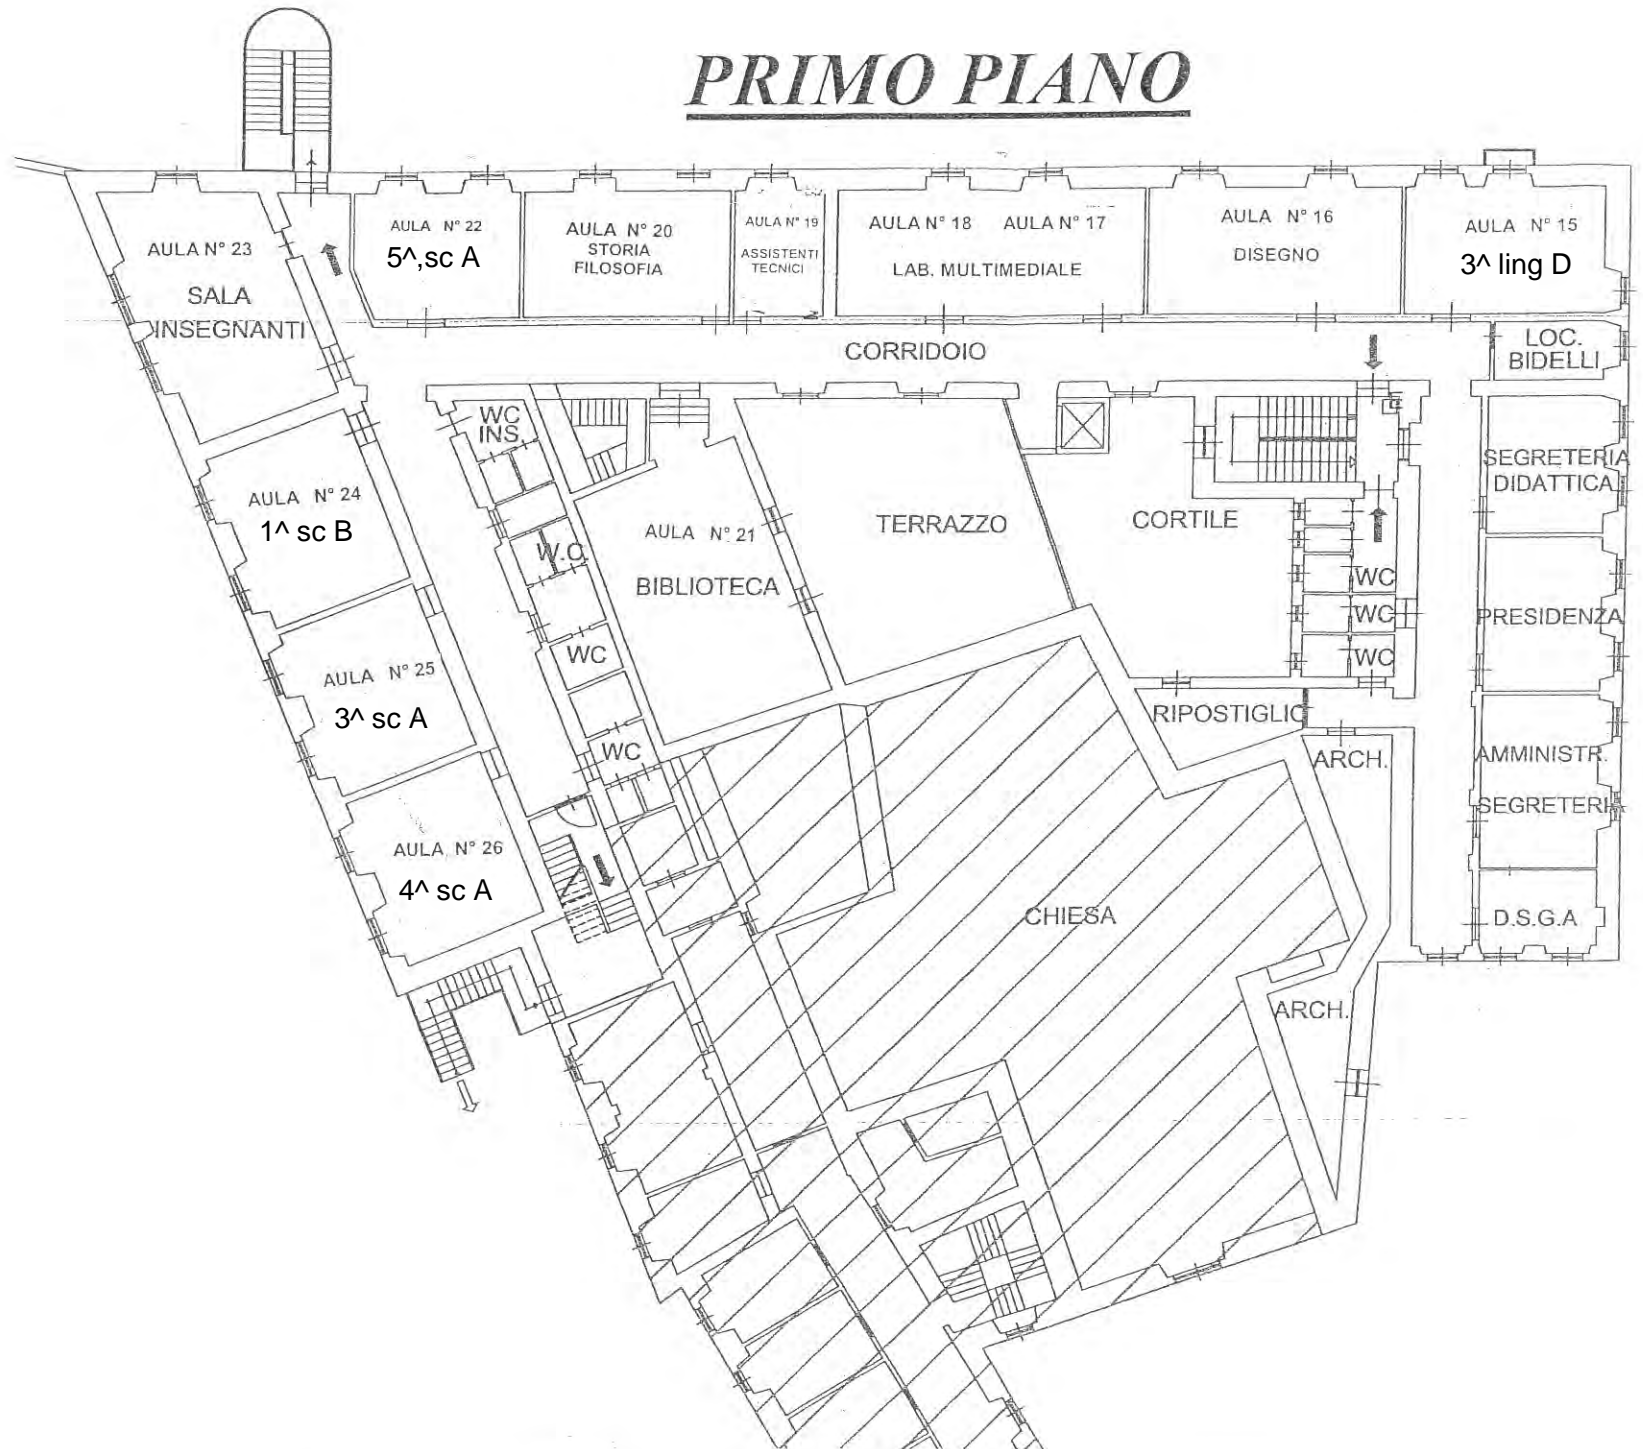 PRIMO PIANO
AULA N° 23
SALA
INSEGNANTI
AULA N° 22
5^,sc A
AULA N° 20
STORIA
FILOSOFIA
AULA N° 19
ASSISTENTI
TECNICI
AULA N° 18 AULA N° 17
LAB. MULTIMEDIALE
AULA N° 16
DISEGNO
AULA N° 15
3^ ling D
CORRIDOIO
LOC.
BIDELLI
WC
INS.
AULA N° 24
1^ sc B
W.C.
AULA N° 21
BIBLIOTECA
TERRAZZO
CORTILE
SEGRETERIA
DIDATTICA
WC
WC
WC
PRESIDENZA
AULA N° 25
3^ sc A
WC
WC
RIPOSTIGLIO
ARCH.
AMMINISTR.
SEGRETERIA
AULA N° 26
4^ sc A
CHIESA
D.S.G.A
ARCH.